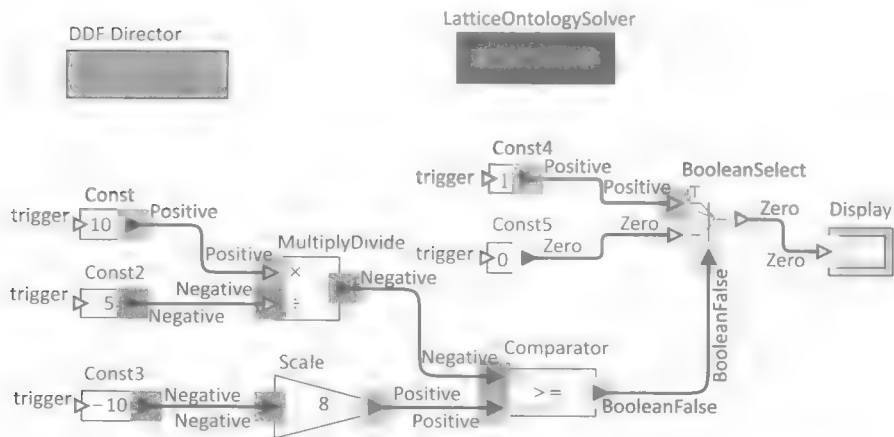 DDF Director
LatticeOntologySolver
Const4
trigger
1
Positive
Positive
BooleanSelect
T
Const
trigger
10
Positive
Const5
trigger
0
Zero
Zero
Zero
Zero
Display
Positive
MultiplyDivide
×
÷
Negative
Const2
trigger
5
Negative
Negative
BooleanFalse
Negative
Comparator
>=
BooleanFalse
Const3
trigger
-10
Negative
Negative
Scale
8
Positive
Positive